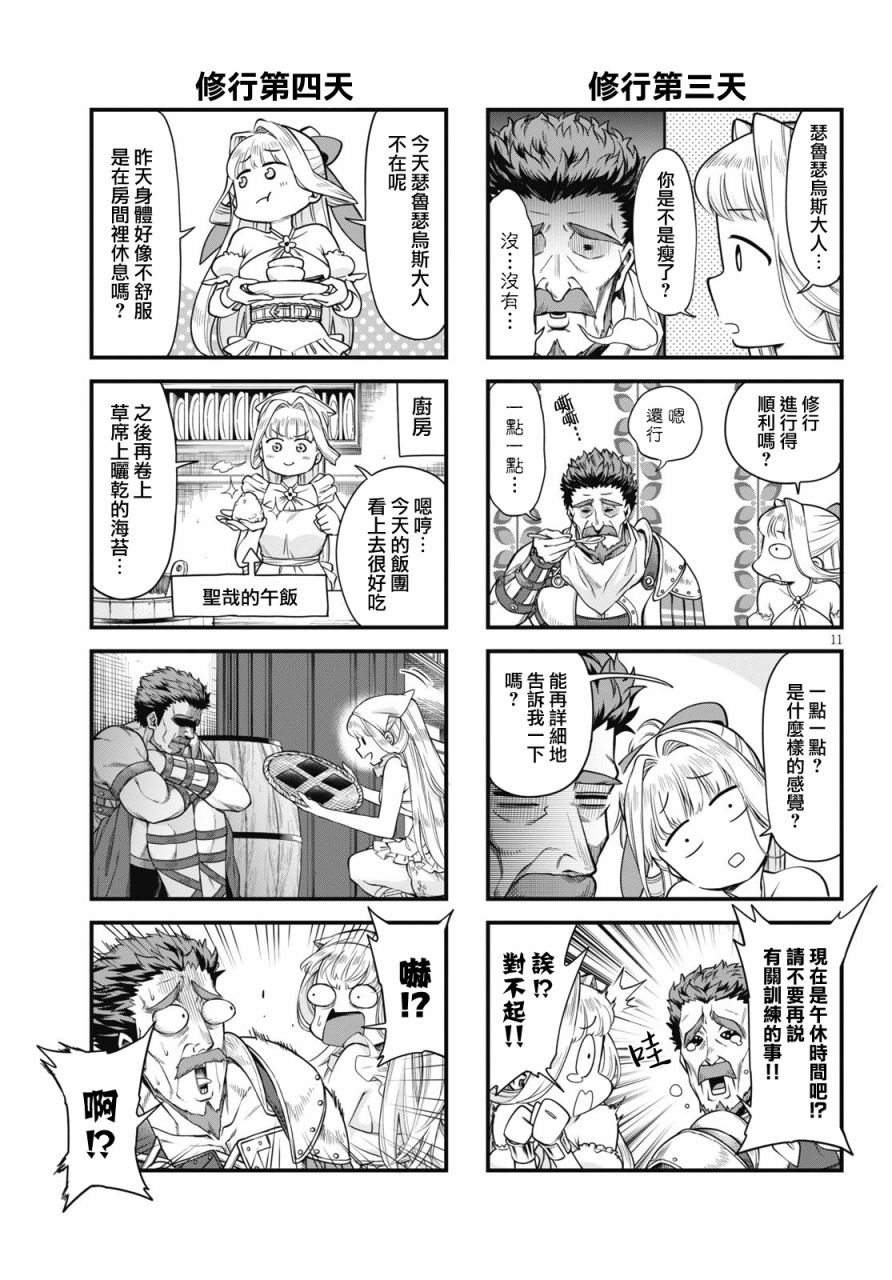 修行第三天
瑟魯瑟烏斯大人…
你是不是瘦了？
沒…沒有…
修行
進行得
順利嗎？
嗯
還行
嘶…
一點一點…
11
一點一點？
是什麼樣的感覺？
能再詳細地
告訴我一下
嗎？
現在是午休時間吧!?
請不要再說
有關訓練的事!!
哇
誒!?
對不起!!
修行第四天
今天瑟魯瑟烏斯大人
不在呢
昨天身體好像不舒服
是在房間裡休息嗎？
廚房
嗯哼…
今天的飯團
看上去很好吃
聖哉的午飯
之後再卷上
草席上曬乾的海苔…
嚇!?
啊!?